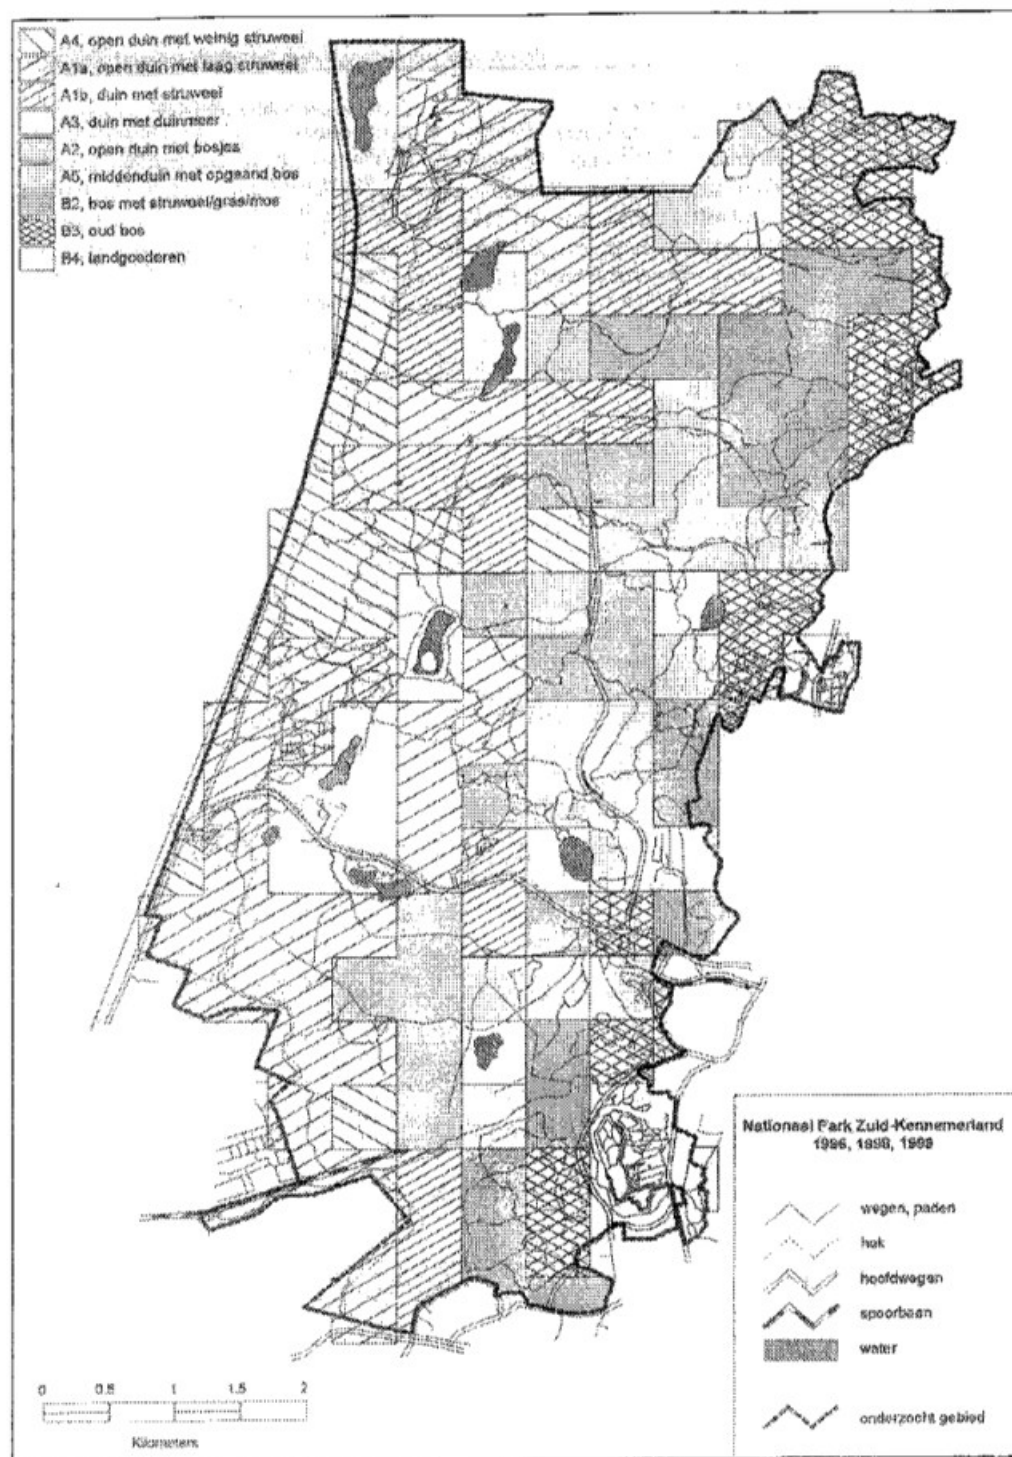 A4, open duin met weinig struweel
A1a, open duin met laag struweel
A1b, duin met struweel
A3, duin met duinmeer
A2, open duin met bosjes
A5, middenduin met opgaand bos
B2, bos met struweel/gras/mos
B3, oud bos
B4, landgoederen
Nationaal Park Zuid-Kennemerland
1996, 1998, 1999
wegen, paden
hok
hoofdwegen
spoorbaan
water
onderzocht gebied
0 0.5 1 1.5 2
Kilometers